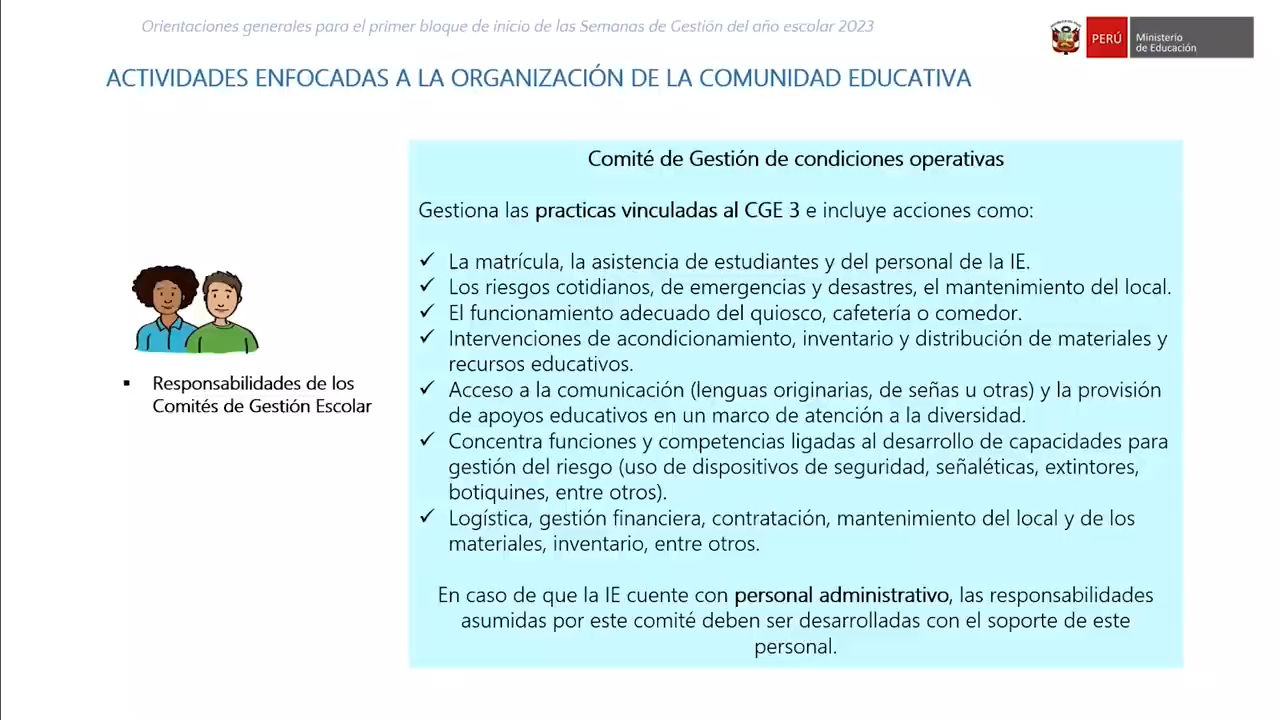 Orientaciones generales para el primer bloque de inicio de las Semanas de Gestión del año escolar 2023
PERÚ
Ministerio
de Educación
ACTIVIDADES ENFOCADAS A LA ORGANIZACIÓN DE LA COMUNIDAD EDUCATIVA
▪ Responsabilidades de los
Comités de Gestión Escolar
Comité de Gestión de condiciones operativas
Gestiona las practicas vinculadas al CGE 3 e incluye acciones como:
✓ La matrícula, la asistencia de estudiantes y del personal de la IE.
✓ Los riesgos cotidianos, de emergencias y desastres, el mantenimiento del local.
✓ El funcionamiento adecuado del quiosco, cafetería o comedor.
✓ Intervenciones de acondicionamiento, inventario y distribución de materiales y
recursos educativos.
✓ Acceso a la comunicación (lenguas originarias, de señas u otras) y la provisión
de apoyos educativos en un marco de atención a la diversidad.
✓ Concentra funciones y competencias ligadas al desarrollo de capacidades para
gestión del riesgo (uso de dispositivos de seguridad, señaléticas, extintores,
botiquines, entre otros).
✓ Logística, gestión financiera, contratación, mantenimiento del local y de los
materiales, inventario, entre otros.
En caso de que la IE cuente con personal administrativo, las responsabilidades
asumidas por este comité deben ser desarrolladas con el soporte de este
personal.